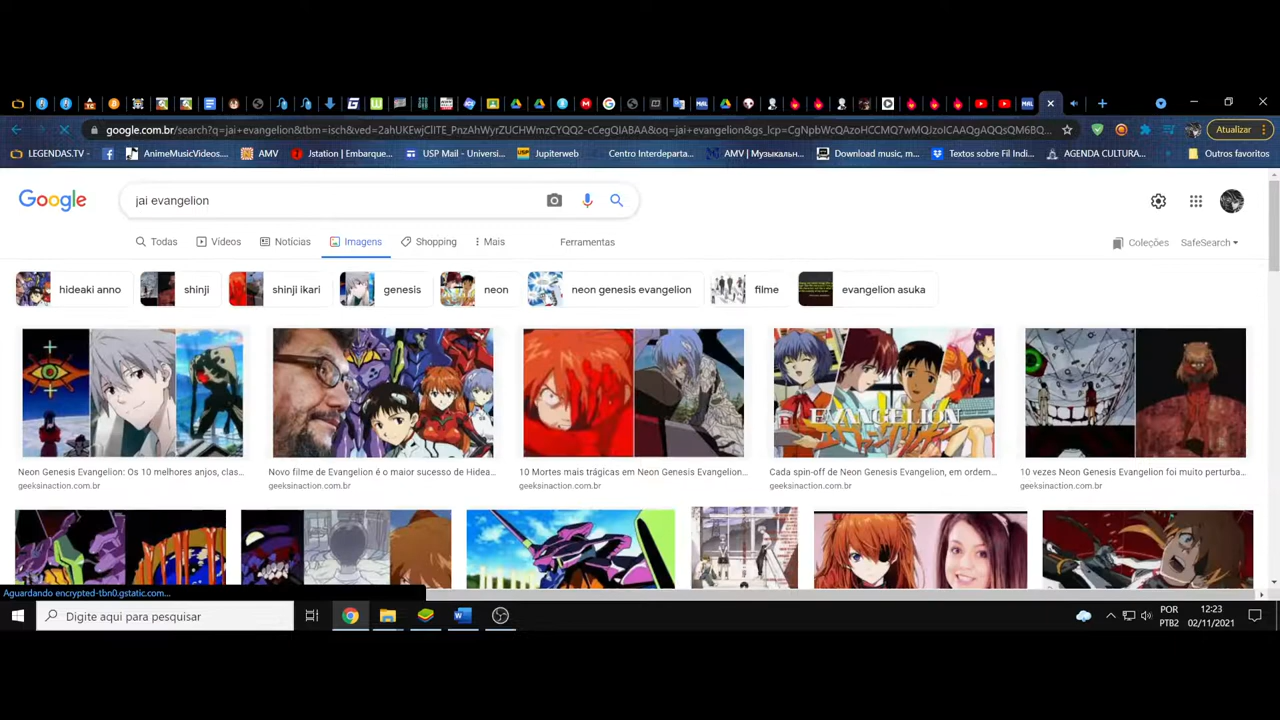 google.com.br/search?q=jai+evangelion&tbm=isch&ved=2ahUKEwjClITE_PnzAhWyrZUCHWmzCYQQ2-cCegQIABAA&oq=jai+evangelion&gs_lcp=CgNpbWcQAzoHCCMQ7wMQJzoICAAQgAQQsQM6BQ...
Atualizar
LEGENDAS.TV
AnimeMusicVideos...
AMV
Jstation | Embarque...
USP Mail - Universi...
Jupiterweb
Centro Interdeparta...
AMV | Музыкальн...
Download music, m...
Textos sobre Fil Indi...
AGENDA CULTURA...
Outros favoritos
Google
jai evangelion
Todas
Vídeos
Notícias
Imagens
Shopping
Mais
Ferramentas
Coleções
SafeSearch
hideaki anno
shinji
shinji ikari
genesis
neon
neon genesis evangelion
filme
evangelion asuka
EVANGELION
Neon Genesis Evangelion: Os 10 melhores anjos, clas...
geeksinaction.com.br
Novo filme de Evangelion é o maior sucesso de Hidea...
geeksinaction.com.br
10 Mortes mais trágicas em Neon Genesis Evangelion...
geeksinaction.com.br
Cada spin-off de Neon Genesis Evangelion, em ordem...
geeksinaction.com.br
10 vezes Neon Genesis Evangelion foi muito perturba...
geeksinaction.com.br
Aguardando encrypted-tbn0.gstatic.com...
Digite aqui para pesquisar
POR
PTB2
12:23
02/11/2021